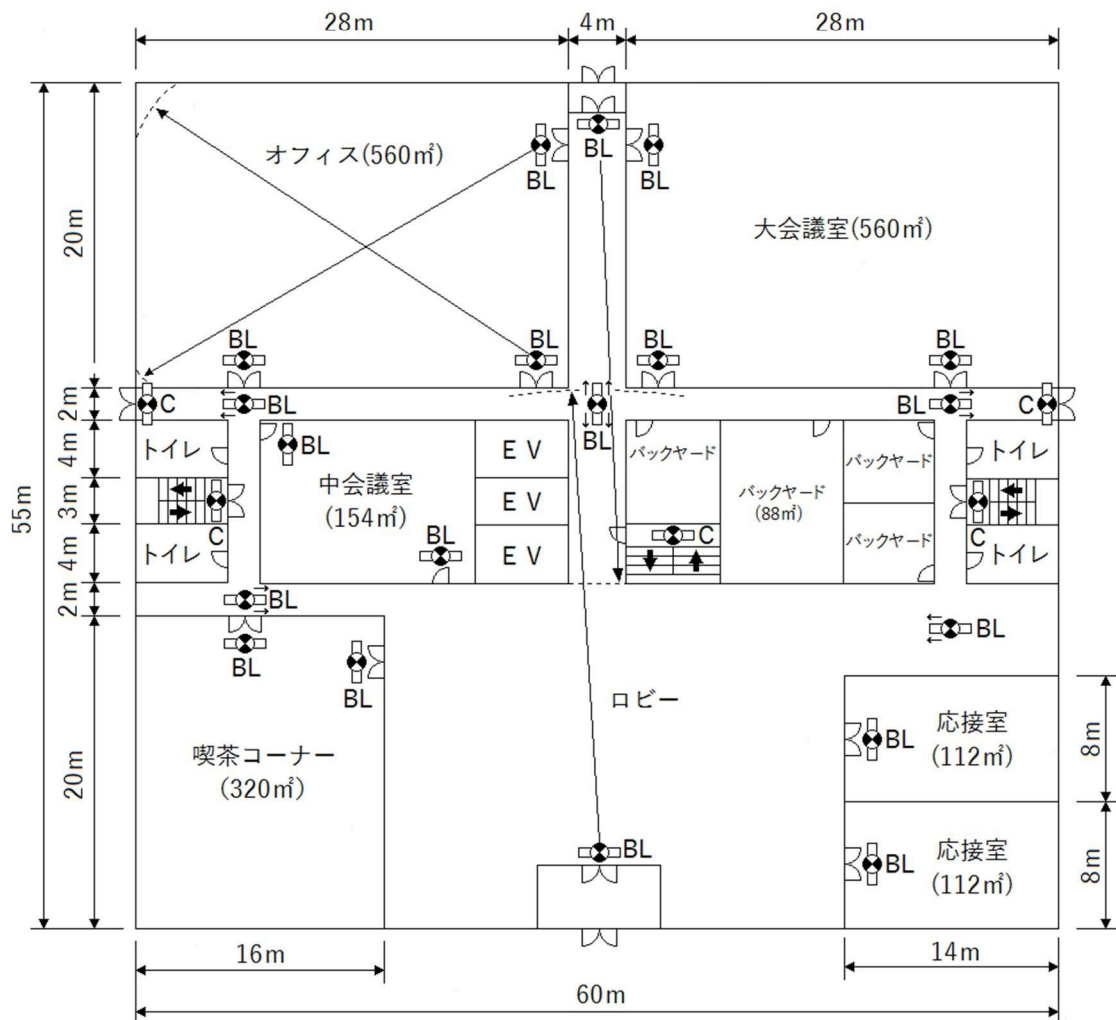 28m
4m
28m
オフィス(560㎡)
BL
BL
BL
大会議室(560㎡)
20m
BL
BL
BL
BL
2m
C
BL
BL
BL
C
4m
トイレ
BL
中会議室
(154㎡)
EV
バックヤード
バックヤード
(88㎡)
バックヤード
トイレ
55m
3m
EV
C
BL
C
C
4m
トイレ
EV
バックヤード
トイレ
2m
BL
BL
BL
BL
ロビー
20m
喫茶コーナー
(320㎡)
BL
応接室
(112㎡)
8m
BL
BL
応接室
(112㎡)
8m
16m
14m
60m